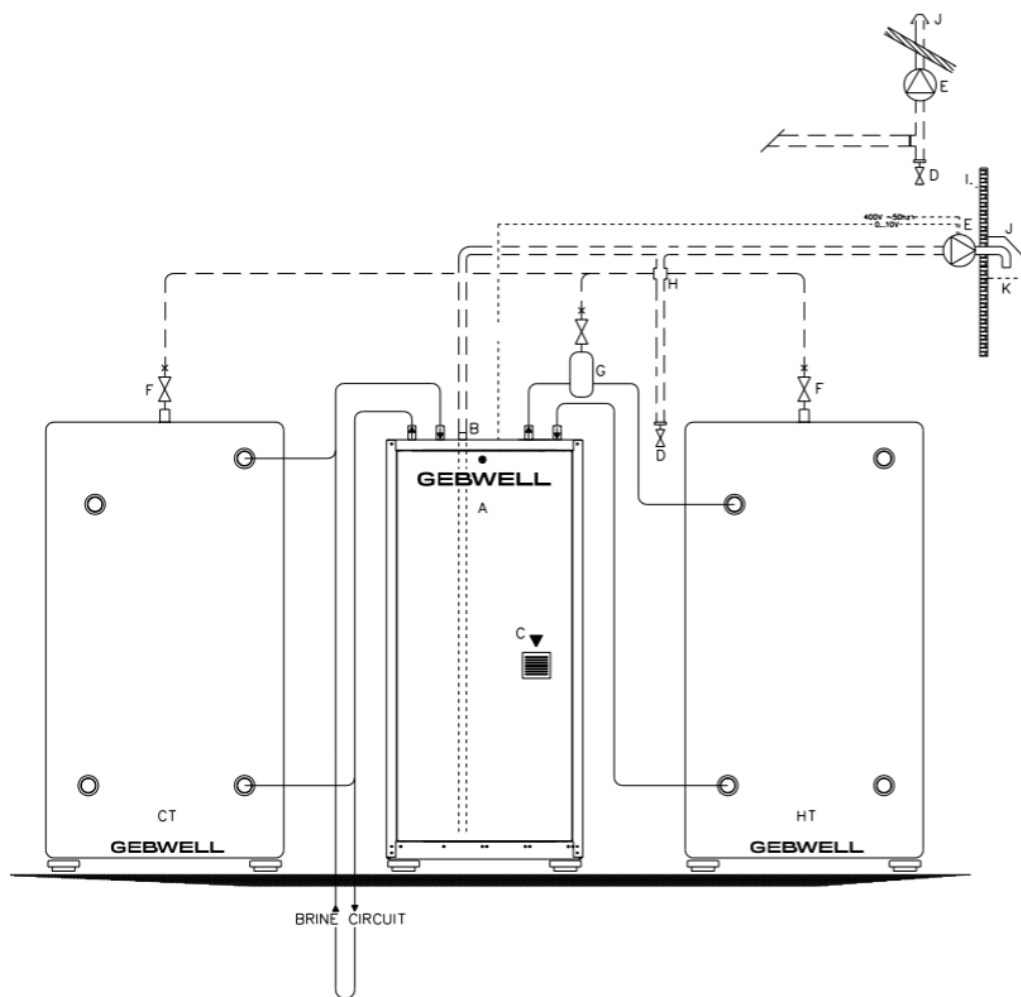 J
E
D
I.
400V ~50hz
0...10V
E
J
H
K
F
G
F
B
D
GEBWELL
A
C
CT
HT
GEBWELL
GEBWELL
BRINE CIRCUIT